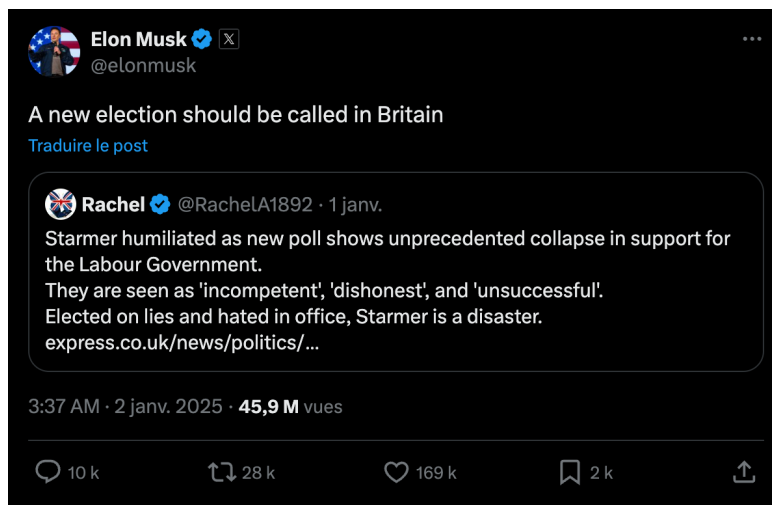 Elon Musk
@elonmusk
A new election should be called in Britain
Traduire le post
Rachel @RachelA1892 · 1 janv.
Starmer humiliated as new poll shows unprecedented collapse in support for
the Labour Government.
They are seen as 'incompetent', 'dishonest', and 'unsuccessful'.
Elected on lies and hated in office, Starmer is a disaster.
express.co.uk/news/politics/…
3:37 AM · 2 janv. 2025 · 45,9 M vues
10 k 28 k 169 k 2 k